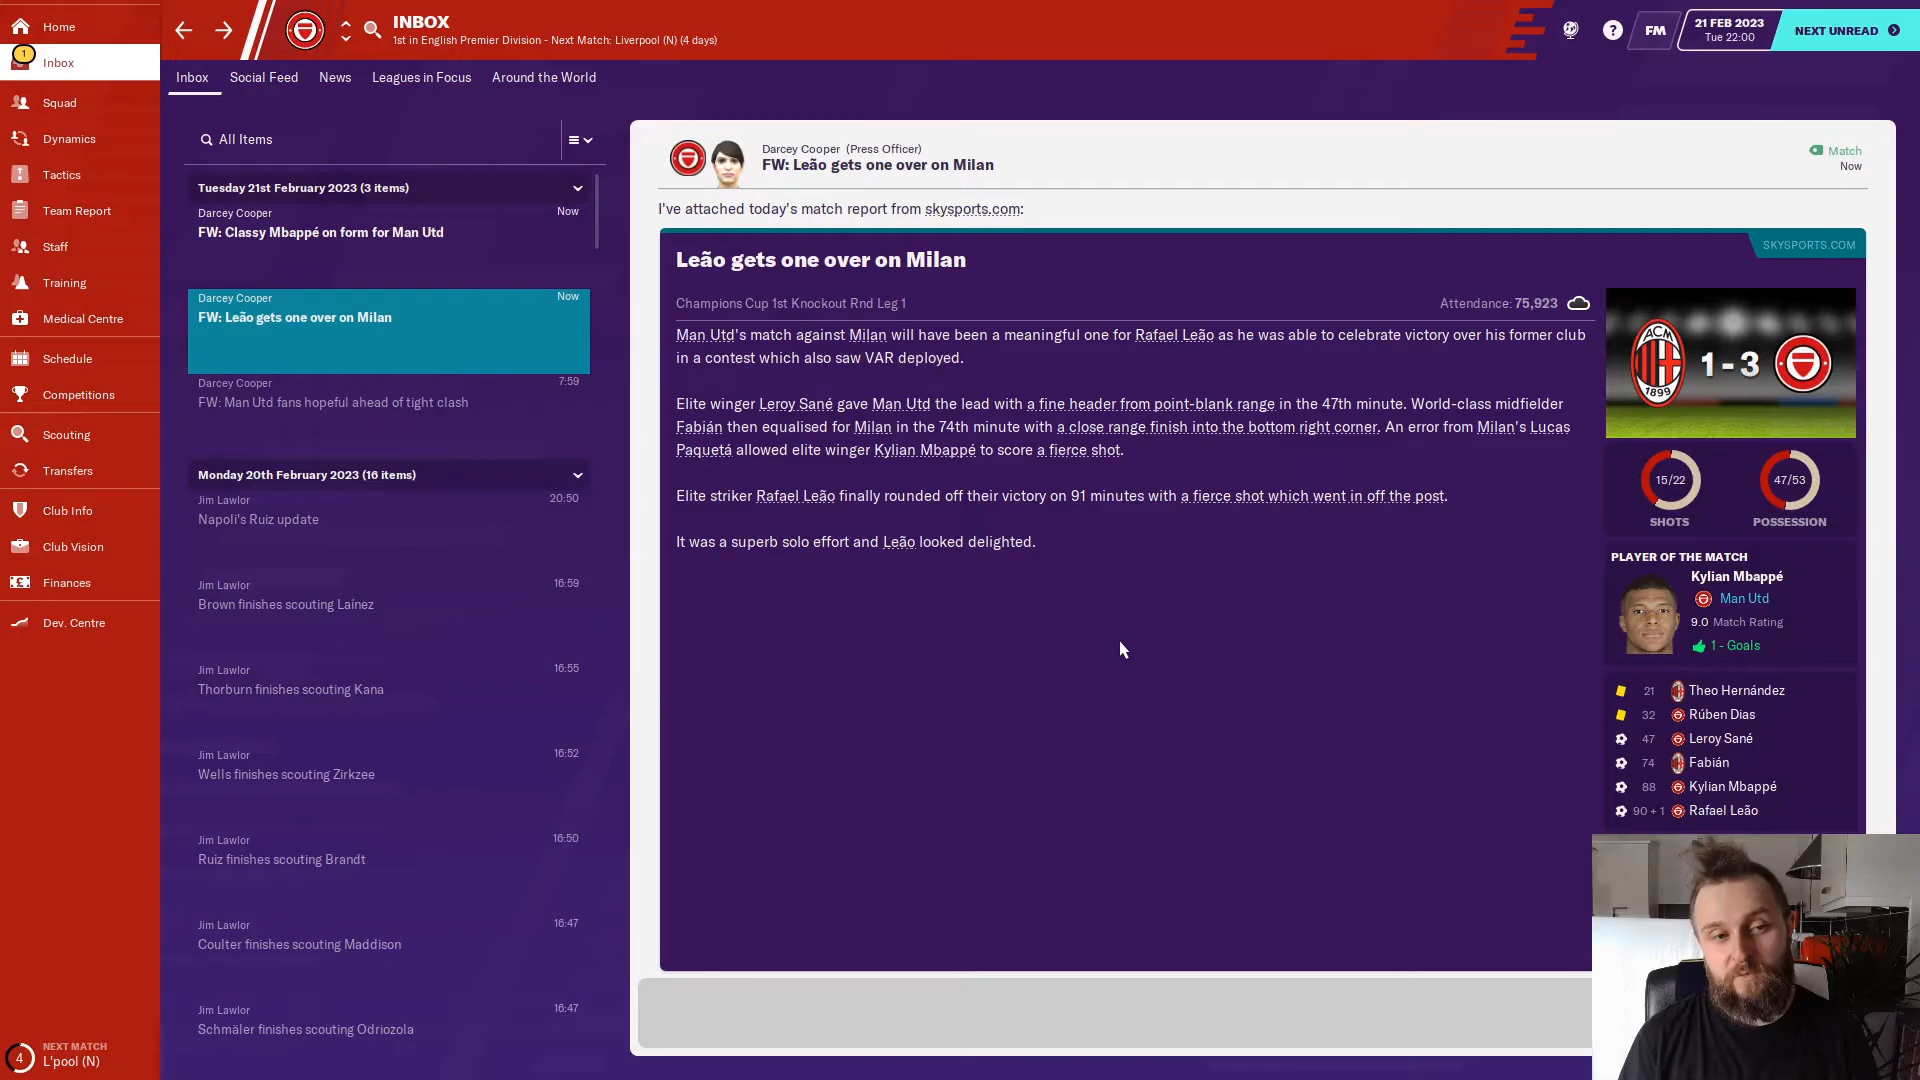 Home
1
Inbox
Squad
Dynamics
Tactics
Team Report
Staff
Training
Medical Centre
Schedule
Competitions
Scouting
Transfers
Club Info
Club Vision
Finances
Dev. Centre
4
NEXT MATCH
L'pool (N)
INBOX
1st in English Premier Division - Next Match: Liverpool (N) (4 days)
?
FM
21 FEB 2023
Tue 22:00
NEXT UNREAD
Inbox
Social Feed
News
Leagues in Focus
Around the World
All Items
Tuesday 21st February 2023 (3 items)
Darcey Cooper
Now
FW: Classy Mbappé on form for Man Utd
Darcey Cooper
Now
FW: Leão gets one over on Milan
Darcey Cooper
7:59
FW: Man Utd fans hopeful ahead of tight clash
Monday 20th February 2023 (16 items)
Jim Lawlor
20:50
Napoli's Ruiz update
Jim Lawlor
16:59
Brown finishes scouting Laínez
Jim Lawlor
16:55
Thorburn finishes scouting Kana
Jim Lawlor
16:52
Wells finishes scouting Zirkzee
Jim Lawlor
16:50
Ruiz finishes scouting Brandt
Jim Lawlor
16:47
Coulter finishes scouting Maddison
Jim Lawlor
16:47
Schmäler finishes scouting Odriozola
Darcey Cooper (Press Officer)
FW: Leão gets one over on Milan
Match
Now
I've attached today's match report from skysports.com:
SKYSPORTS.COM
Leão gets one over on Milan
Champions Cup 1st Knockout Rnd Leg 1
Attendance: 75,923
Man Utd's match against Milan will have been a meaningful one for Rafael Leão as he was able to celebrate victory over his former club
in a contest which also saw VAR deployed.
Elite winger Leroy Sané gave Man Utd the lead with a fine header from point-blank range in the 47th minute. World-class midfielder
Fabián then equalised for Milan in the 74th minute with a close range finish into the bottom right corner. An error from Milan's Lucas
Paquetá allowed elite winger Kylian Mbappé to score a fierce shot.
Elite striker Rafael Leão finally rounded off their victory on 91 minutes with a fierce shot which went in off the post.
It was a superb solo effort and Leão looked delighted.
ACM
1899
1 - 3
15/22
SHOTS
47/53
POSSESSION
PLAYER OF THE MATCH
Kylian Mbappé
Man Utd
9.0 Match Rating
1 - Goals
21 Theo Hernández
32 Rúben Dias
47 Leroy Sané
74 Fabián
88 Kylian Mbappé
90 + 1 Rafael Leão